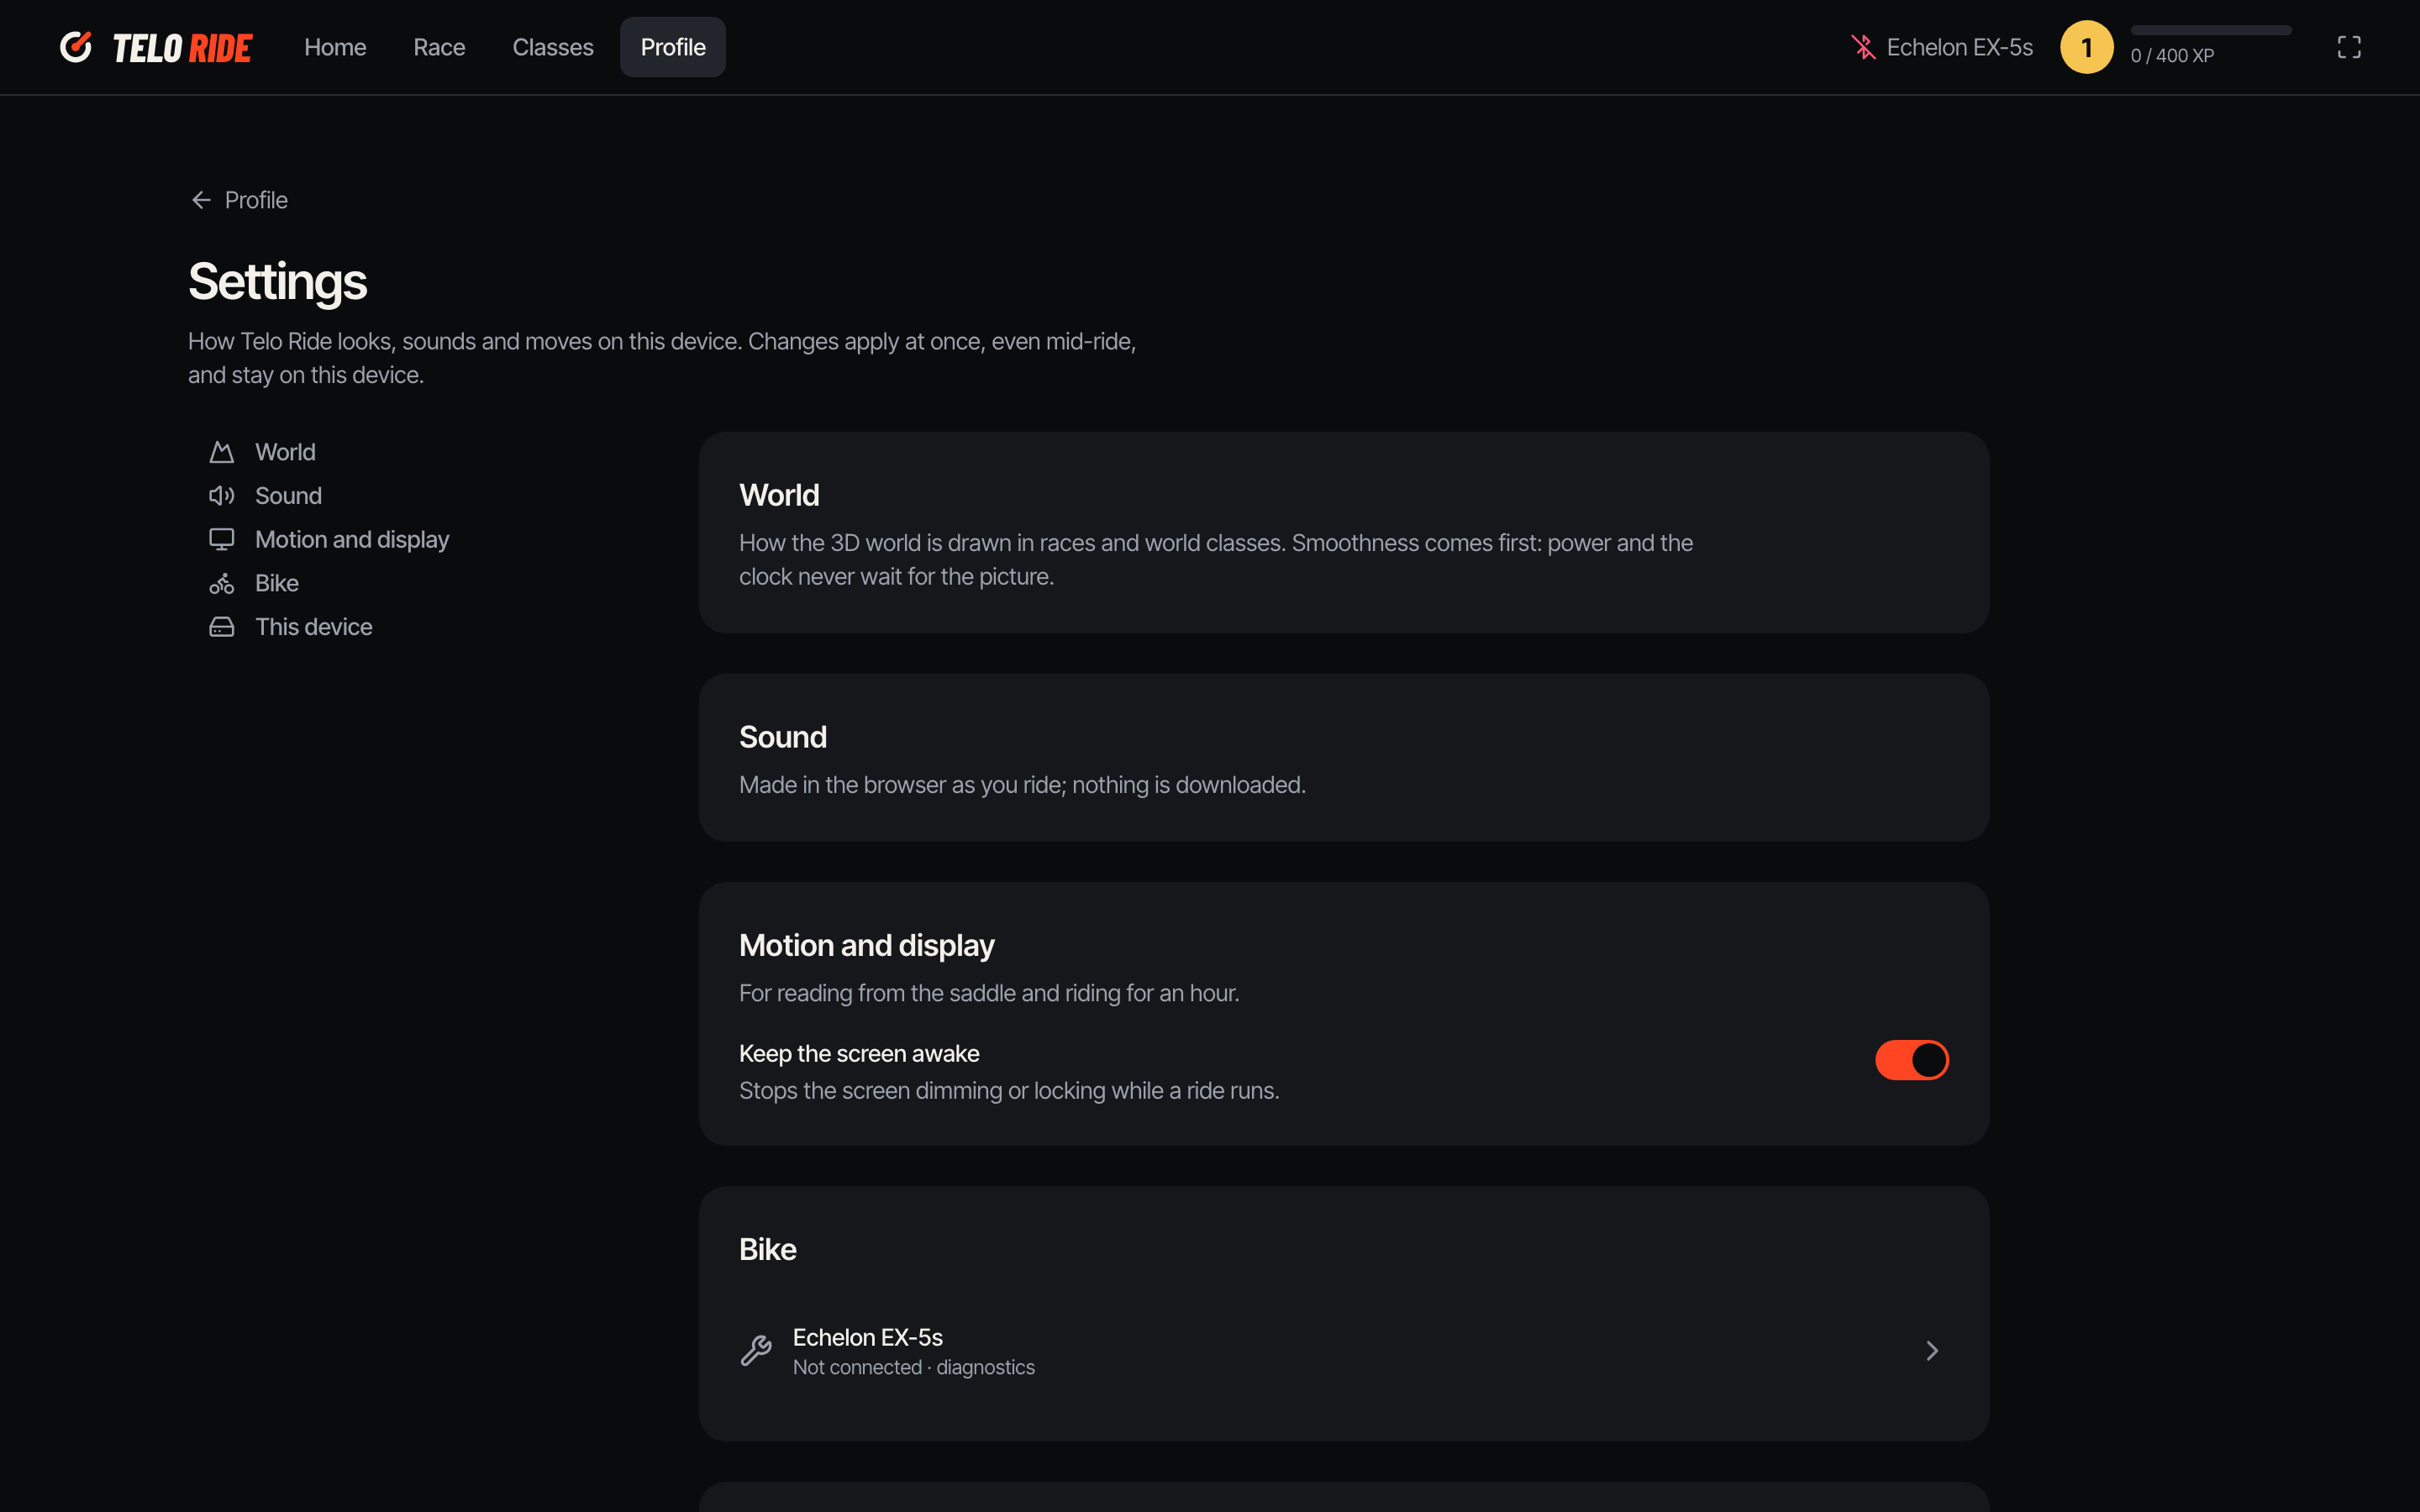 TELO RIDE
Home
Race
Classes
Profile
Echelon EX-5s
1
0 / 400 XP
Profile
Settings
How Telo Ride looks, sounds and moves on this device. Changes apply at once, even mid-ride,
and stay on this device.
World
Sound
Motion and display
Bike
This device
World
How the 3D world is drawn in races and world classes. Smoothness comes first: power and the
clock never wait for the picture.
Sound
Made in the browser as you ride; nothing is downloaded.
Motion and display
For reading from the saddle and riding for an hour.
Keep the screen awake
Stops the screen dimming or locking while a ride runs.
Bike
Echelon EX-5s
Not connected · diagnostics